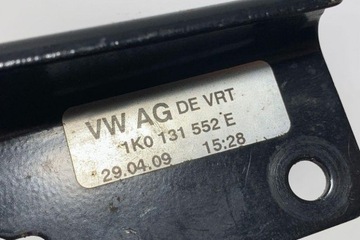 VW AG DE VRT
1K0 131 552 E
29.04.09 15:28